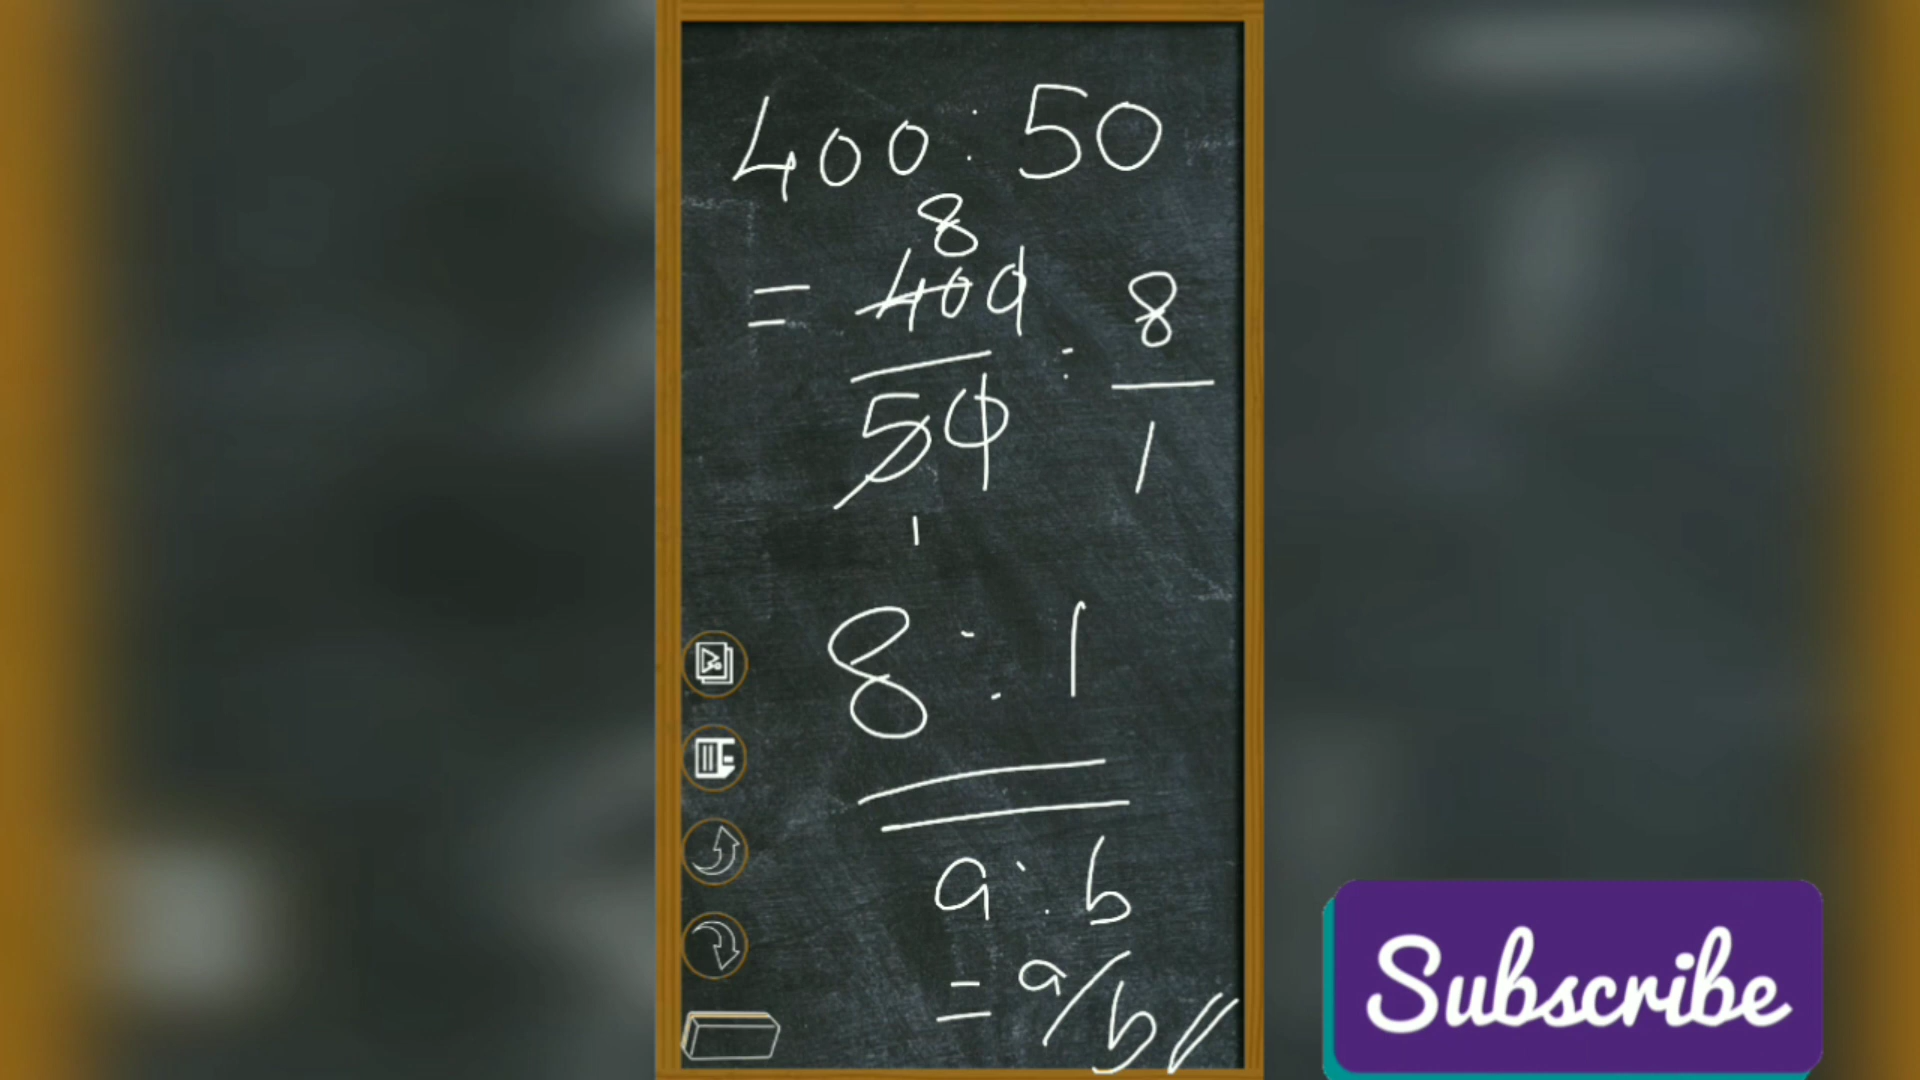 400 : 50
8
= 400 : 8
50 1
1
8 : 1
a : b
= a/b //
Subscribe